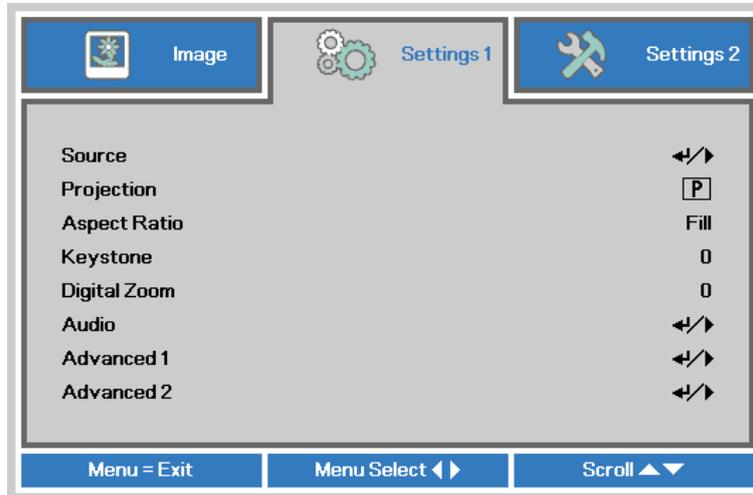 Image Settings 1 Settings 2
Source ↵/▶
Projection P
Aspect Ratio Fill
Keystone 0
Digital Zoom 0
Audio ↵/▶
Advanced 1 ↵/▶
Advanced 2 ↵/▶
Menu = Exit Menu Select ◀▶ Scroll ▲▼